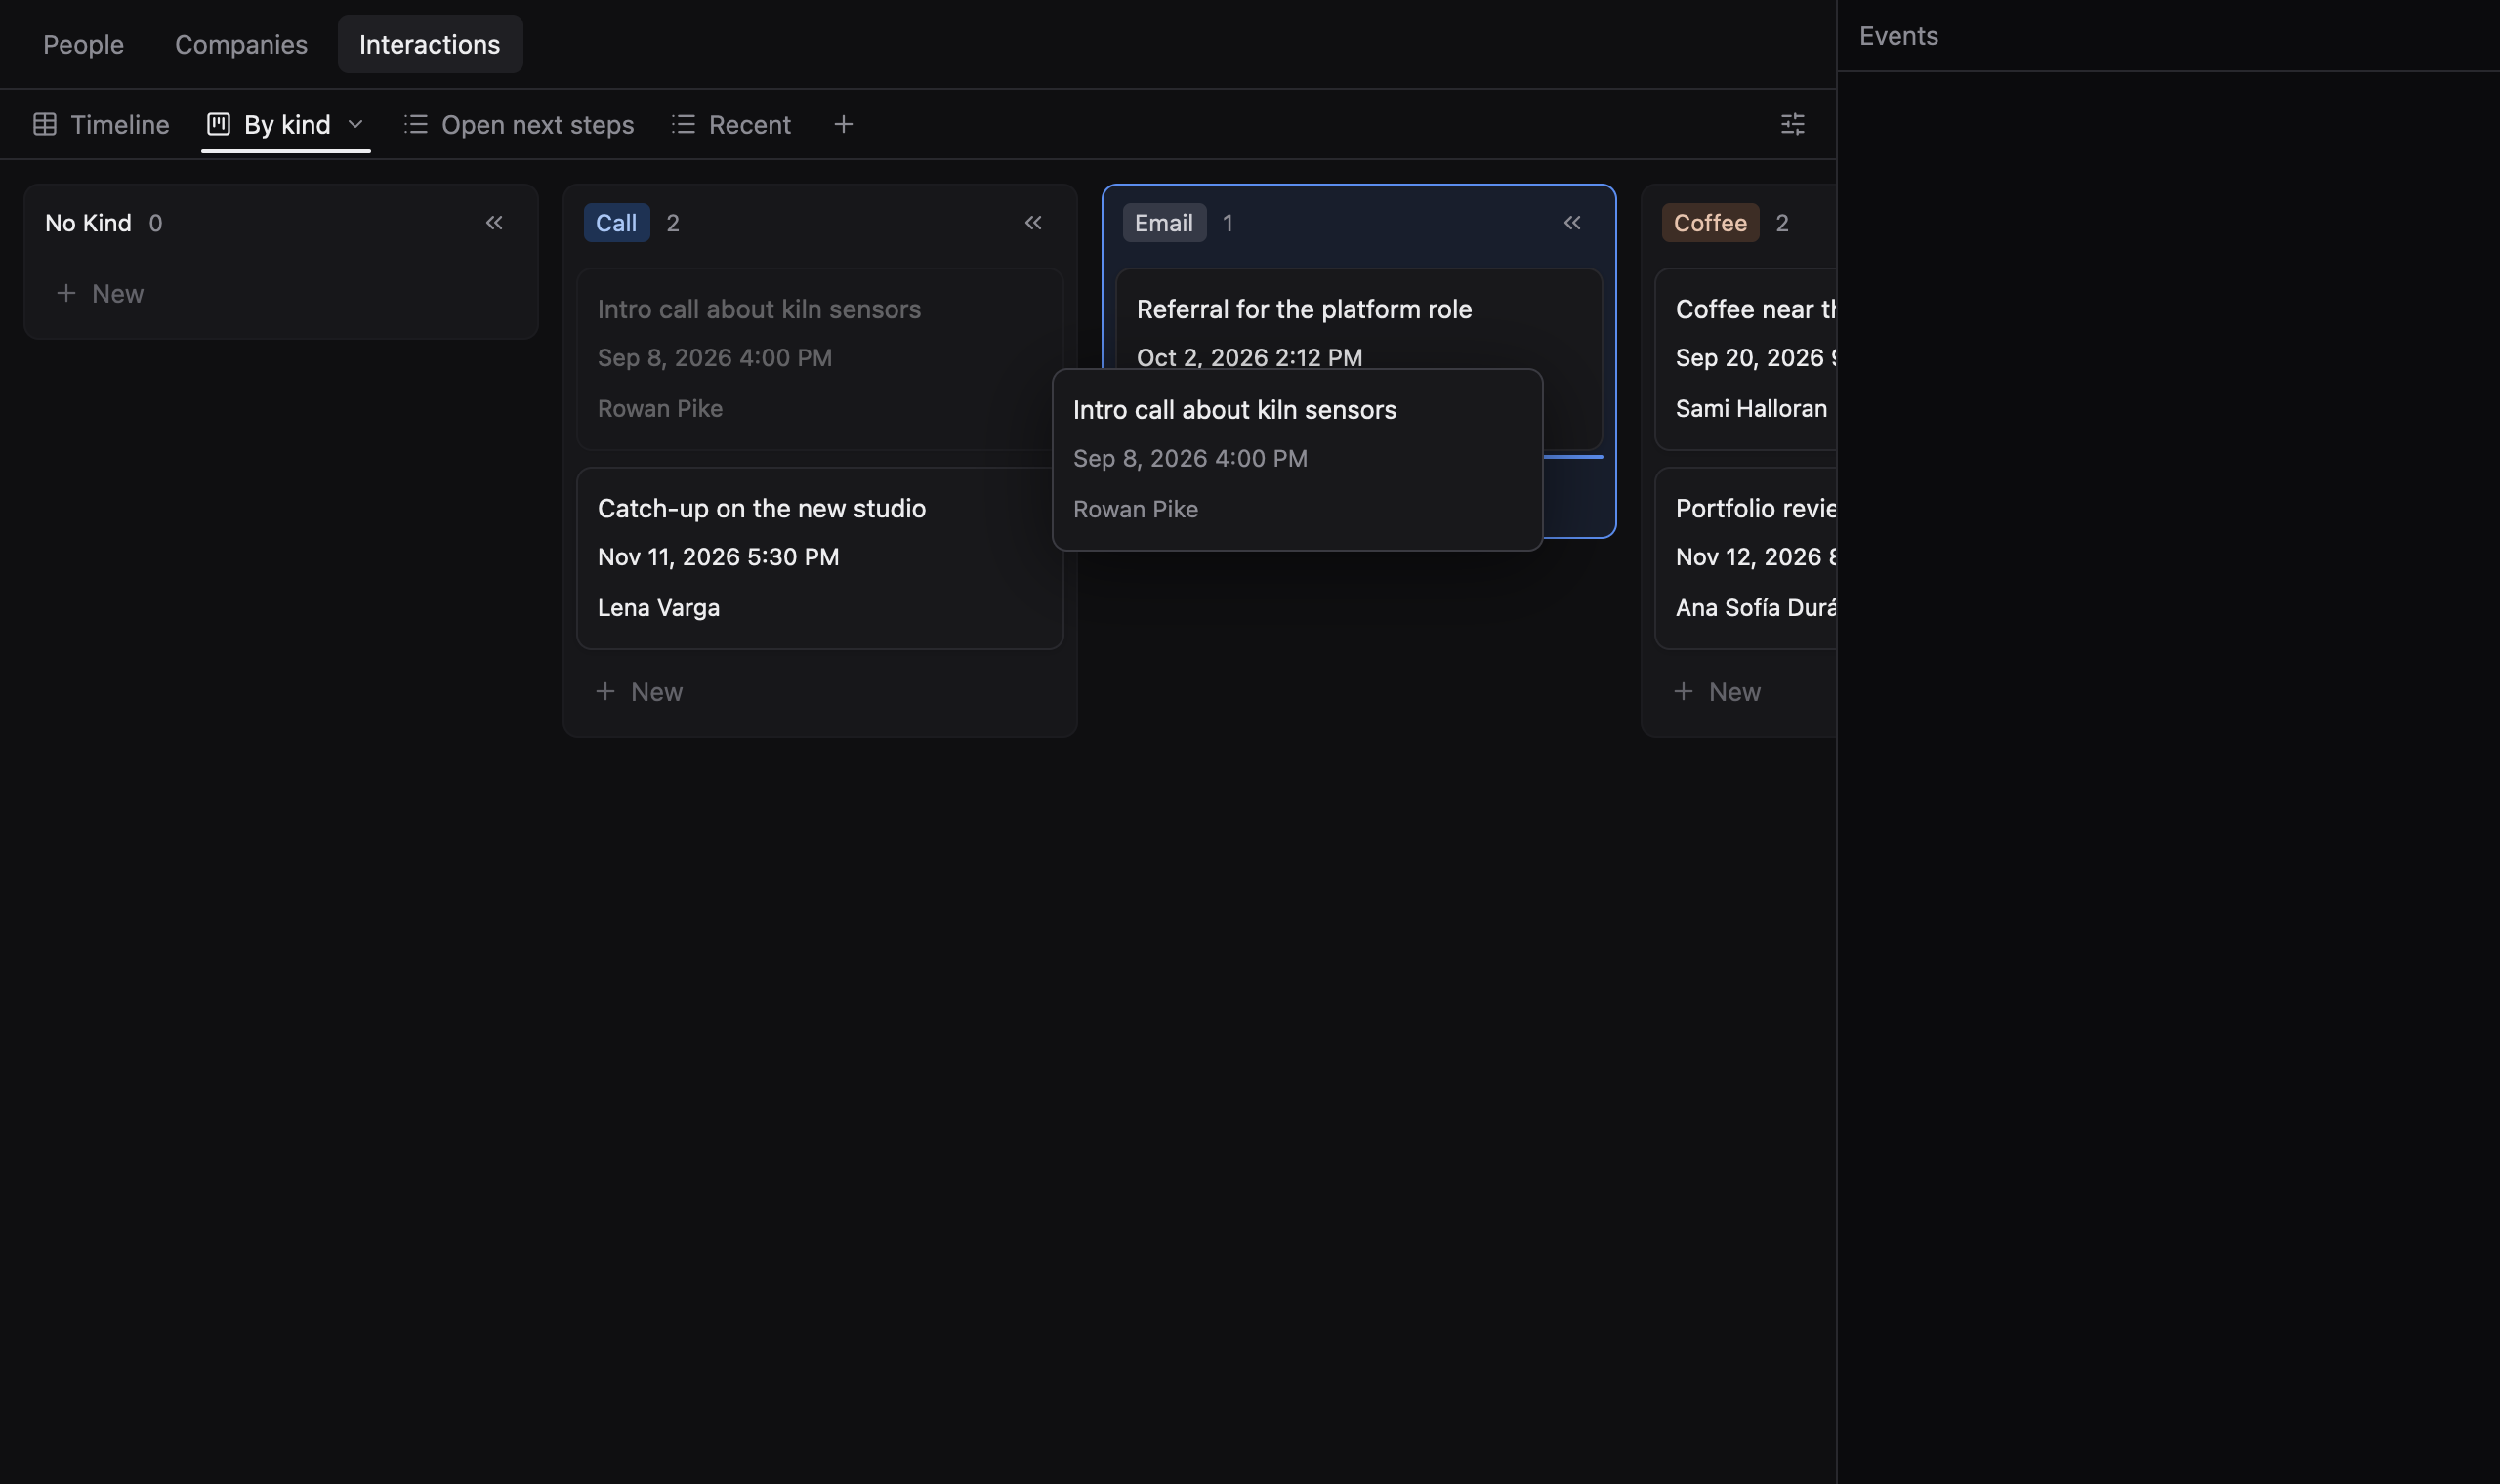 People Companies Interactions
Events
Timeline By kind Open next steps Recent
No Kind 0
New
Call 2
Intro call about kiln sensors
Sep 8, 2026 4:00 PM
Rowan Pike
Catch-up on the new studio
Nov 11, 2026 5:30 PM
Lena Varga
New
Email 1
Referral for the platform role
Oct 2, 2026 2:12 PM
Intro call about kiln sensors
Sep 8, 2026 4:00 PM
Rowan Pike
Coffee 2
Coffee near
Sep 20, 2026
Sami Halloran
Portfolio
Nov 12, 2026
Ana Sofía
New